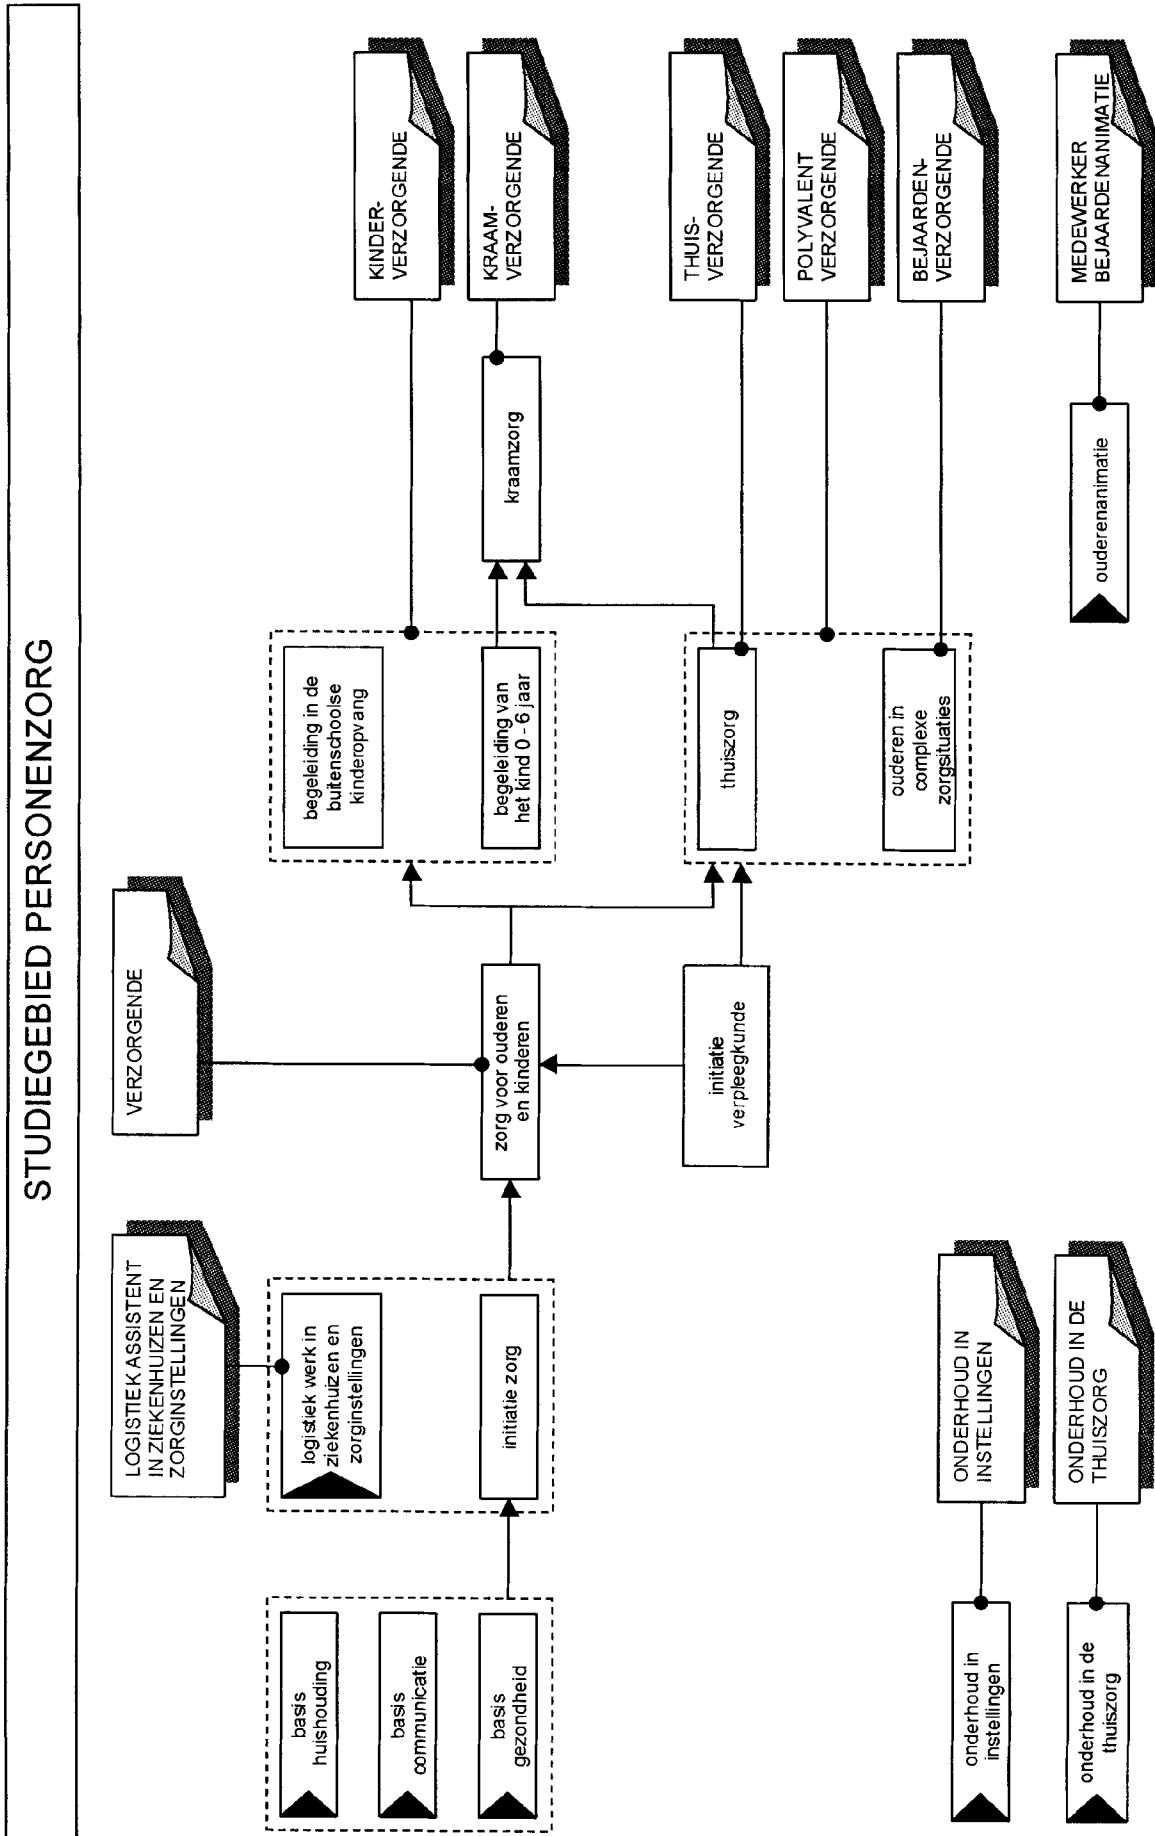 STUDIEGEBIED PERSONENZORG
LOGISTIEK ASSISTENT
IN ZIEKENHUIZEN EN
ZORGINSTELLINGEN
VERZORGENDE
basis
huishouding
basis
communicatie
basis
gezondheid
logistiek werk in
ziekenhuizen en
zorginstellingen
initiatie zorg
zorg voor ouderen
en kinderen
initiatie
verpleegkunde
begeleiding in de
buitenschoolse
kinderopvang
begeleiding van
het kind 0 - 6 jaar
thuiszorg
ouderen in
complexe
zorgsituaties
kraamzorg
KINDER-
VERZORGENDE
KRAAM-
VERZORGENDE
THUIS-
VERZORGENDE
POLYVALENT
VERZORGENDE
BEJAARDEN-
VERZORGENDE
onderhoud in
instellingen
ONDERHOUD IN
INSTELLINGEN
onderhoud in de
thuiszorg
ONDERHOUD IN DE
THUISZORG
ouderenanimatie
MEDEWERKER
BEJAARDENANIMATIE